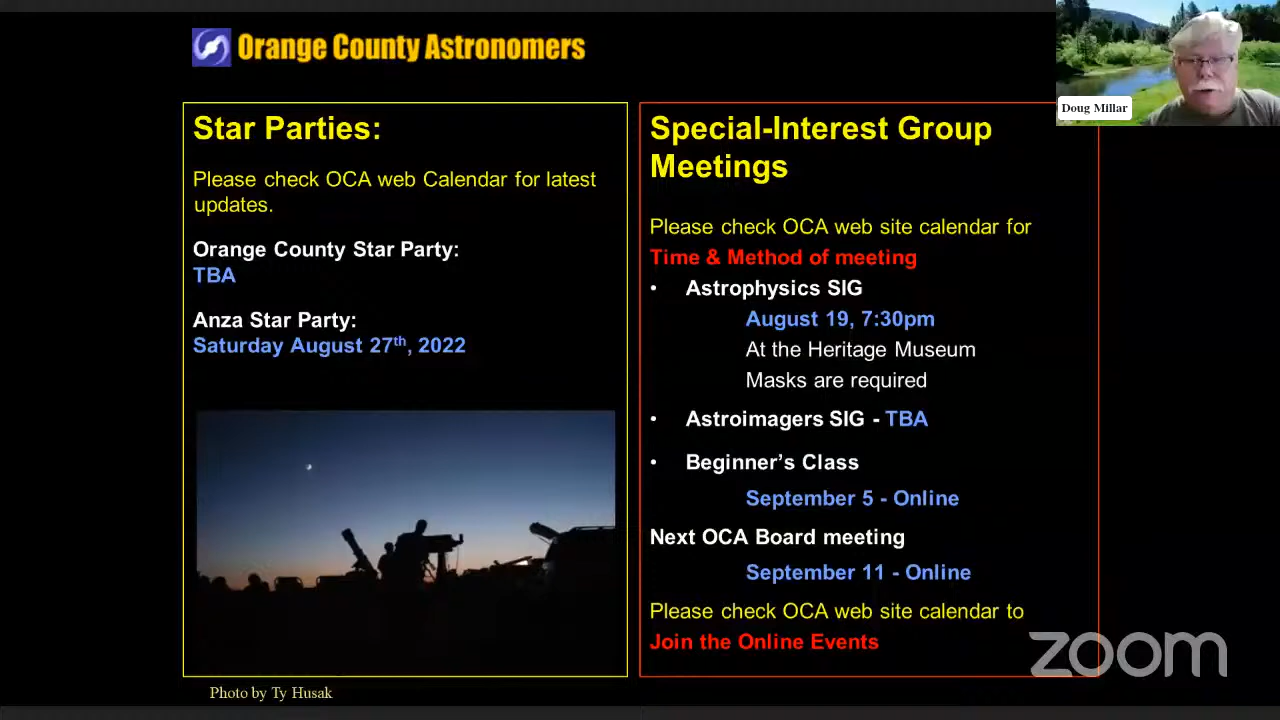 Orange County Astronomers
Doug Millar
Star Parties:
Please check OCA web Calendar for latest
updates.
Orange County Star Party:
TBA
Anza Star Party:
Saturday August 27th, 2022
Photo by Ty Husak
Special-Interest Group
Meetings
Please check OCA web site calendar for
Time & Method of meeting
• Astrophysics SIG
August 19, 7:30pm
At the Heritage Museum
Masks are required
• Astroimagers SIG - TBA
• Beginner’s Class
September 5 - Online
Next OCA Board meeting
September 11 - Online
Please check OCA web site calendar to
Join the Online Events
zoom